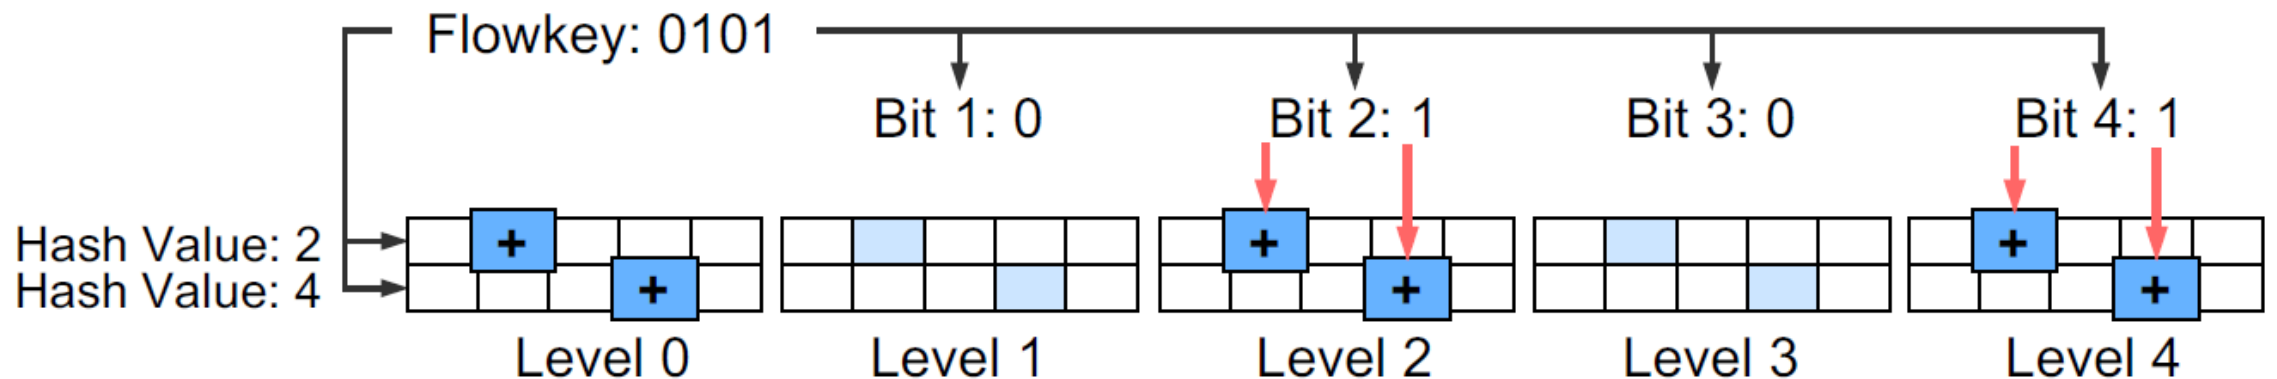 Flowkey: 0101
Bit 1: 0
Bit 2: 1
Bit 3: 0
Bit 4: 1
Hash Value: 2
+
+
+
Hash Value: 4
+
+
+
Level 0
Level 1
Level 2
Level 3
Level 4